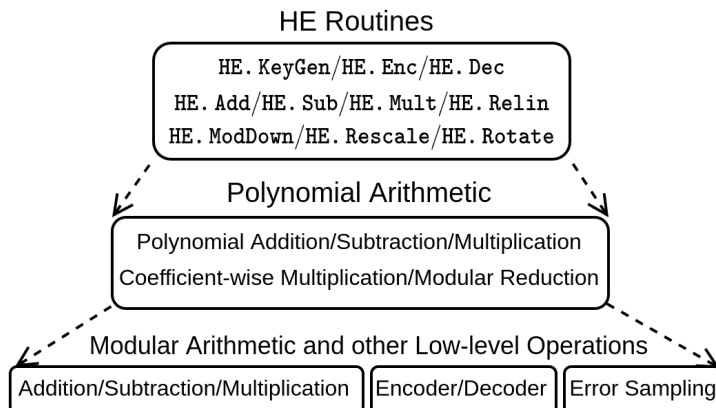 HE Routines
HE.KeyGen/HE.Enc/HE.Dec
HE.Add/HE.Sub/HE.Mult/HE.Relin
HE.ModDown/HE.Rescale/HE.Rotate
Polynomial Arithmetic
Polynomial Addition/Subtraction/Multiplication
Coefficient-wise Multiplication/Modular Reduction
Modular Arithmetic and other Low-level Operations
Addition/Subtraction/Multiplication Encoder/Decoder Error Sampling